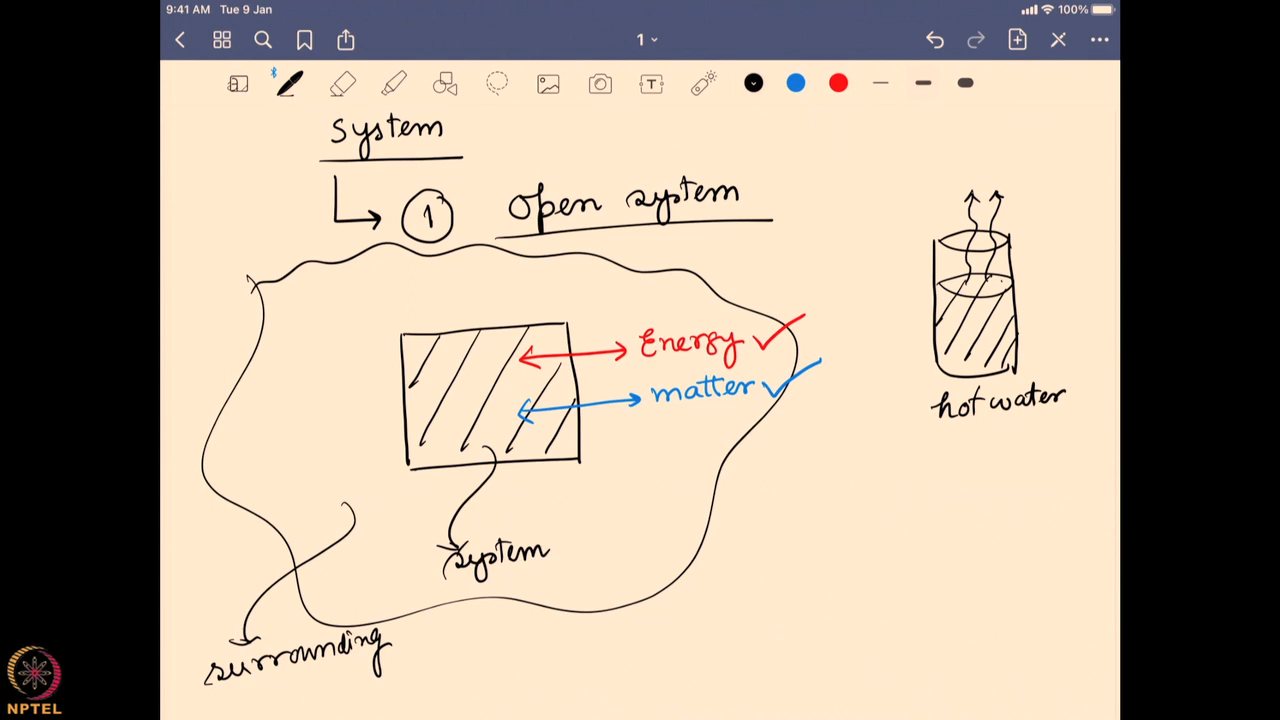 9:41 AM Tue 9 Jan
100%
1
T
System
1 open system
Energy
matter
hot water
system
surrounding
NPTEL